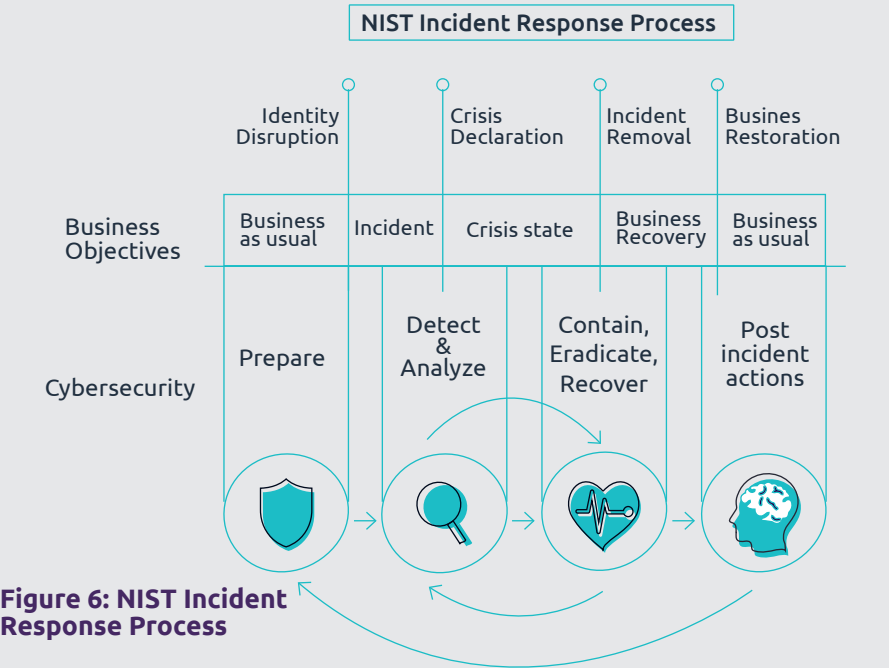 NIST Incident Response Process
Identity
Disruption
Crisis
Declaration
Incident
Removal
Busines
Restoration
Business
Objectives
Business
as usual
Incident
Crisis state
Business
Recovery
Business
as usual
Cybersecurity
Prepare
Detect
&
Analyze
Contain,
Eradicate,
Recover
Post
incident
actions
Figure 6: NIST Incident
Response Process